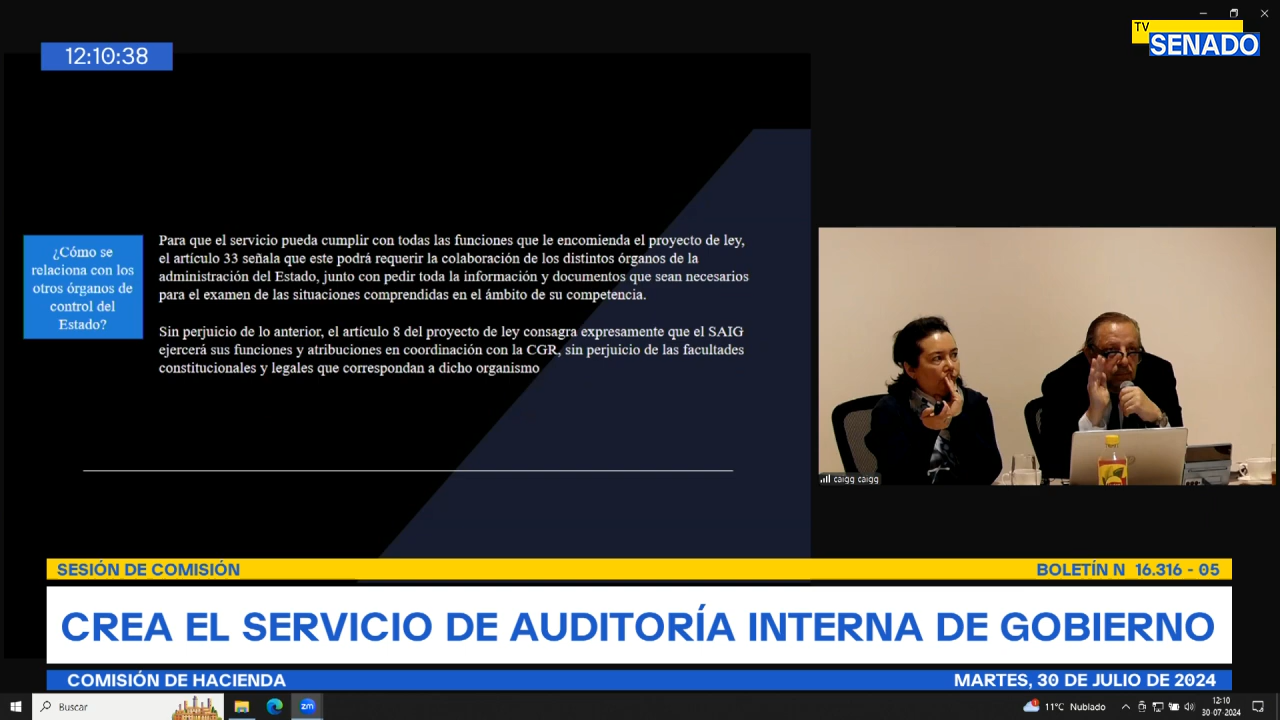 12:10:38
TV
SENADO
¿Cómo se
relaciona con los
otros órganos de
control del
Estado?
Para que el servicio pueda cumplir con todas las funciones que le encomienda el proyecto de ley,
el artículo 33 señala que este podrá requerir la colaboración de los distintos órganos de la
administración del Estado, junto con pedir toda la información y documentos que sean necesarios
para el examen de las situaciones comprendidas en el ámbito de su competencia.
Sin perjuicio de lo anterior, el artículo 8 del proyecto de ley consagra expresamente que el SAIG
ejercerá sus funciones y atribuciones en coordinación con la CGR, sin perjuicio de las facultades
constitucionales y legales que correspondan a dicho organismo
caigg caigg
SESIÓN DE COMISIÓN
BOLETÍN N 16.316 - 05
CREA EL SERVICIO DE AUDITORÍA INTERNA DE GOBIERNO
COMISIÓN DE HACIENDA
MARTES, 30 DE JULIO DE 2024
Buscar
zm
11°C Nublado
12:10
30-07-2024